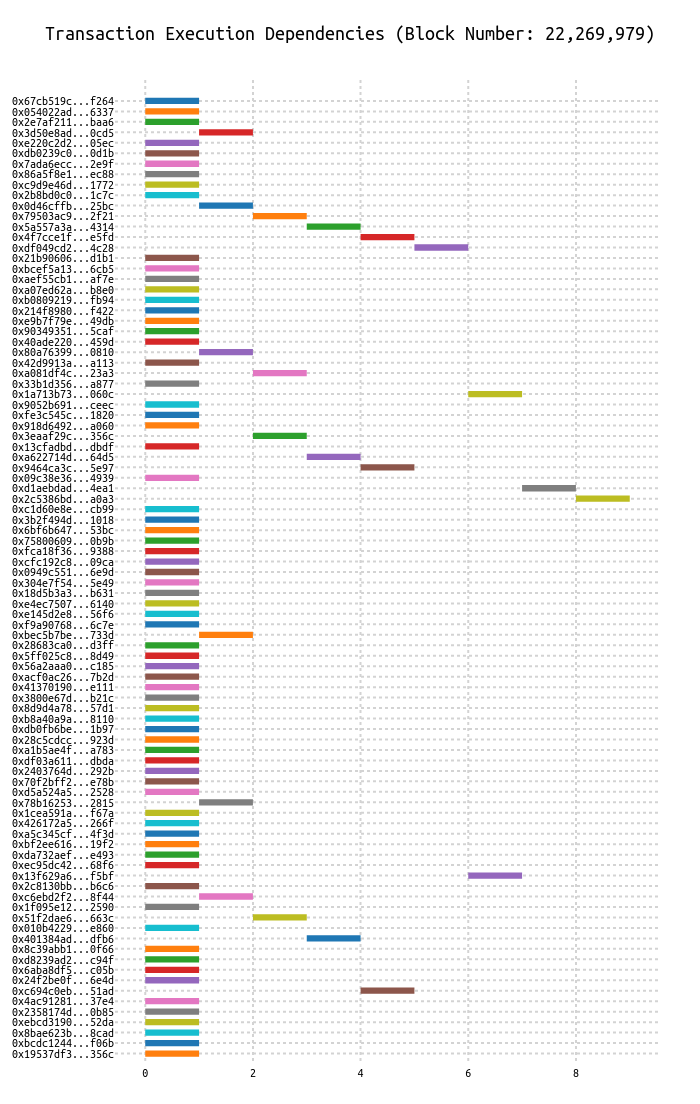 Transaction Execution Dependencies (Block Number: 22,269,979)
0x67cb519c...f264
0x054022ad...6337
0x2e7af211...baa6
0x3d50e8ad...0cd5
0xe220c2d2...05ec
0xdb0239c0...0d1b
0x7ada6ecc...2e9f
0x86a5f8e1...ec88
0xc9d9e46d...1772
0x2b8bd0c0...1c7c
0x0d46cffb...25bc
0x79503ac9...2f21
0x5a557a3a...4314
0x4f7cce1f...e5fd
0xdf049cd2...4c28
0x21b90606...d1b1
0xbcef5a13...6cb5
0xaef55cb1...af7e
0xa07ed62a...b8e0
0xb0809219...fb94
0x214f8980...f422
0xe9b7f79e...49db
0x90349351...5caf
0x40ade220...459d
0x80a76399...0810
0x42d9913a...a113
0xa081df4c...23a3
0x33b1d356...a877
0x1a713b73...060c
0x9052b691...ceec
0xfe3c545c...1820
0x918d6492...a060
0x3eaaf29c...356c
0x13cfadbd...dbdf
0xa622714d...64d5
0x9464ca3c...5e97
0x09c38e36...4939
0xd1aebdad...4ea1
0x2c5386bd...a0a3
0xc1d60e8e...cb99
0x3b2f494d...1018
0x6bf6b647...53bc
0x75800609...0b9b
0xfca18f36...9388
0xcfc192c8...09ca
0x0949c551...6e9d
0x304e7f54...5e49
0x18d5b3a3...b631
0xe4ec7507...6140
0xe145d2e8...56f6
0xf9a90768...6c7e
0xbec5b7be...733d
0x28683ca0...d3ff
0x5ff025c8...8d49
0x56a2aaa0...c185
0xacf0ac26...7b2d
0x41370190...e111
0x3800e67d...b21c
0x8d9d4a78...57d1
0xb8a40a9a...8110
0xdb0fb6be...1b97
0x28c5cdcc...923d
0xa1b5ae4f...a783
0xdf03a611...dbda
0x2403764d...292b
0x70f2bff2...e78b
0xd5a524a5...2528
0x78b16253...2815
0x1cea591a...f67a
0x426172a5...266f
0xa5c345cf...4f3d
0xbf2ee616...19f2
0xda732aef...e493
0xec95dc42...68f6
0x13f629a6...f5bf
0x2c8130bb...b6c6
0xc6ebd2f2...8f44
0x1f095e12...2590
0x51f2dae6...663c
0x010b4229...e860
0x401384ad...dfb6
0x8c39abb1...0f66
0xd8239ad2...c94f
0x6aba8df5...c05b
0x24f2be0f...6e4d
0xc694c0eb...51ad
0x4ac91281...37e4
0x2358174d...0b85
0xebcd3190...52da
0x8bae623b...8cad
0xbcdc1244...f06b
0x19537df3...356c
0 2 4 6 8